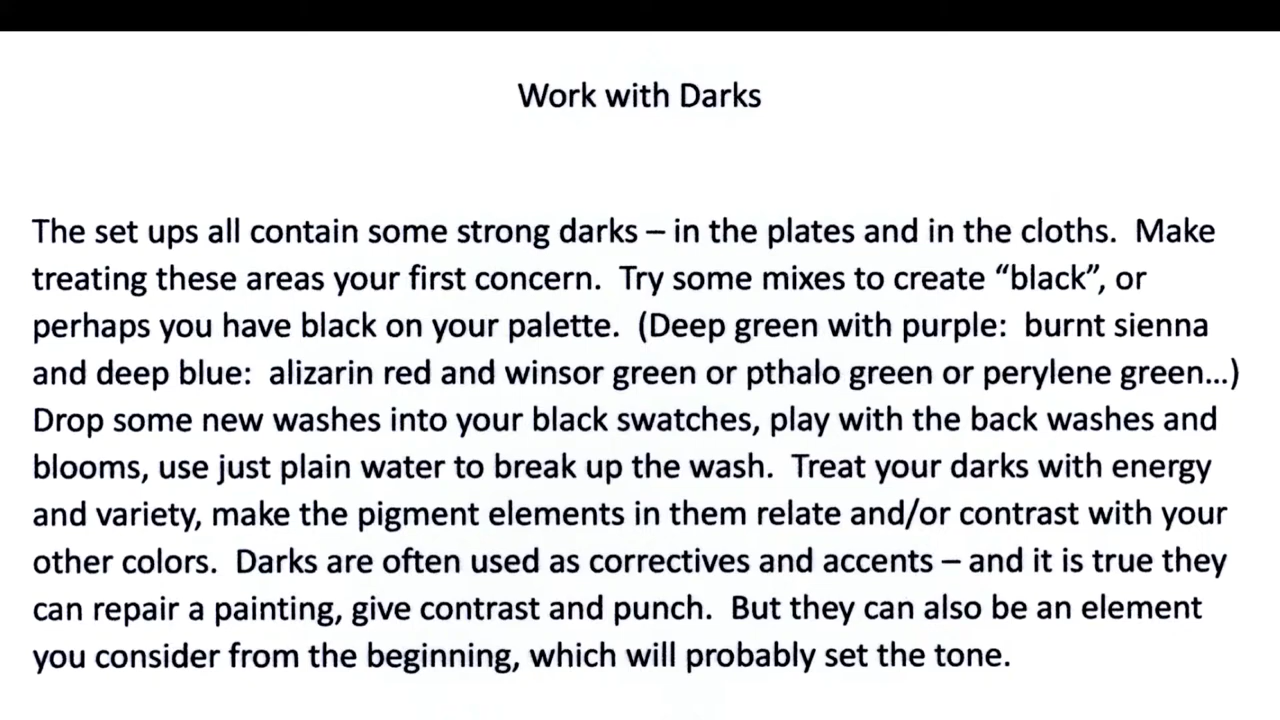 Work with Darks
The set ups all contain some strong darks – in the plates and in the cloths.  Make
treating these areas your first concern.  Try some mixes to create “black”, or
perhaps you have black on your palette.  (Deep green with purple:  burnt sienna
and deep blue:  alizarin red and winsor green or pthalo green or perylene green...)
Drop some new washes into your black swatches, play with the back washes and
blooms, use just plain water to break up the wash.  Treat your darks with energy
and variety, make the pigment elements in them relate and/or contrast with your
other colors.  Darks are often used as correctives and accents – and it is true they
can repair a painting, give contrast and punch.  But they can also be an element
you consider from the beginning, which will probably set the tone.